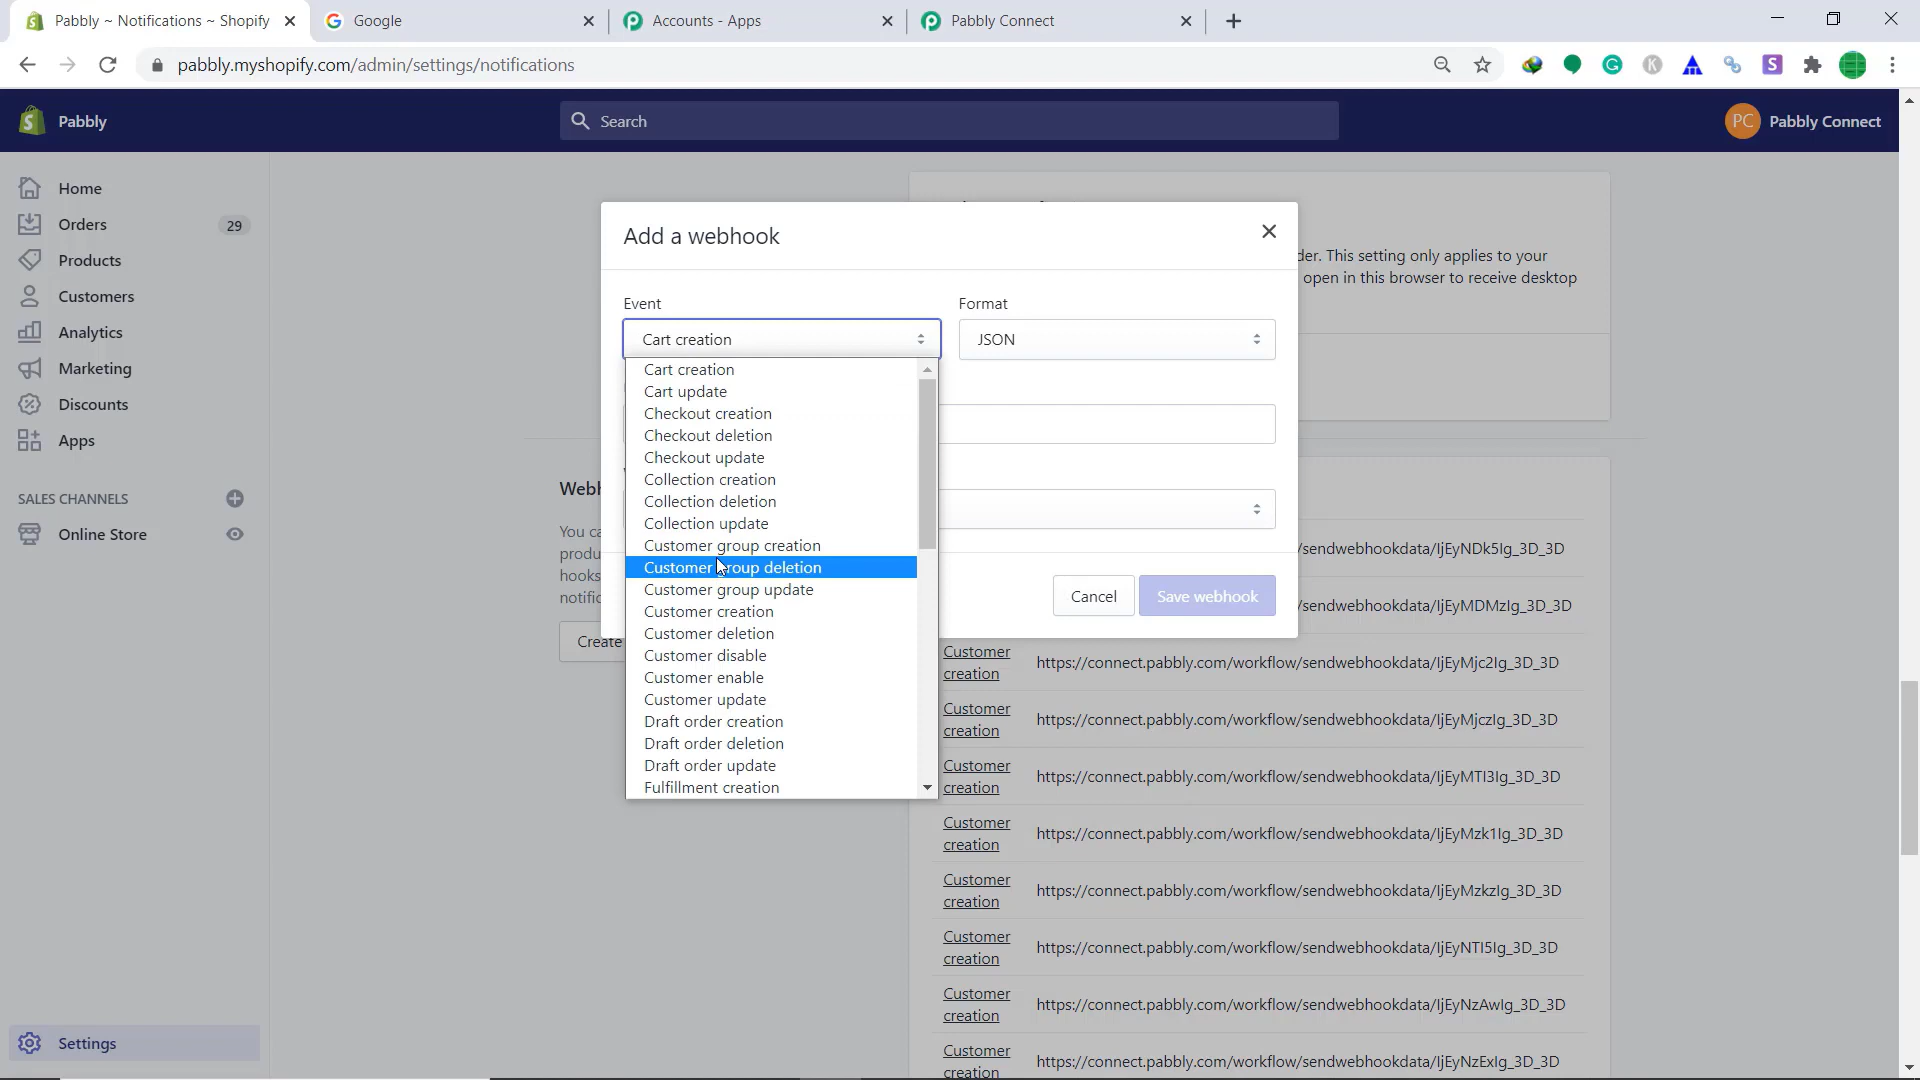 Pabbly ~ Notifications ~ Shopify
Google
Accounts - Apps
Pabbly Connect
pabbly.myshopify.com/admin/settings/notifications
Pabbly
Search
PC Pabbly Connect
Home
Orders 29
Products
Customers
Analytics
Marketing
Discounts
Apps
SALES CHANNELS
Online Store
Settings
Add a webhook
Event
Format
Cart creation
JSON
Cart creation
Cart update
Checkout creation
Checkout deletion
Checkout update
Collection creation
Collection deletion
Collection update
Customer group creation
Customer group deletion
Customer group update
Customer creation
Customer deletion
Customer disable
Customer enable
Customer update
Draft order creation
Draft order deletion
Draft order update
Fulfillment creation
Cancel
Save webhook
der. This setting only applies to your
open in this browser to receive desktop
Webh
You ca
produ
hooks
notific
Create
/sendwebhookdata/IjEyNDk5Ig_3D_3D
/sendwebhookdata/IjEyMDMzIg_3D_3D
Customer
creation
https://connect.pabbly.com/workflow/sendwebhookdata/IjEyMjc2Ig_3D_3D
Customer
creation
https://connect.pabbly.com/workflow/sendwebhookdata/IjEyMjczIg_3D_3D
Customer
creation
https://connect.pabbly.com/workflow/sendwebhookdata/IjEyMTI3Ig_3D_3D
Customer
creation
https://connect.pabbly.com/workflow/sendwebhookdata/IjEyMzk1Ig_3D_3D
Customer
creation
https://connect.pabbly.com/workflow/sendwebhookdata/IjEyMzkzIg_3D_3D
Customer
creation
https://connect.pabbly.com/workflow/sendwebhookdata/IjEyNTI5Ig_3D_3D
Customer
creation
https://connect.pabbly.com/workflow/sendwebhookdata/IjEyNzAwIg_3D_3D
Customer
creation
https://connect.pabbly.com/workflow/sendwebhookdata/IjEyNzExIg_3D_3D